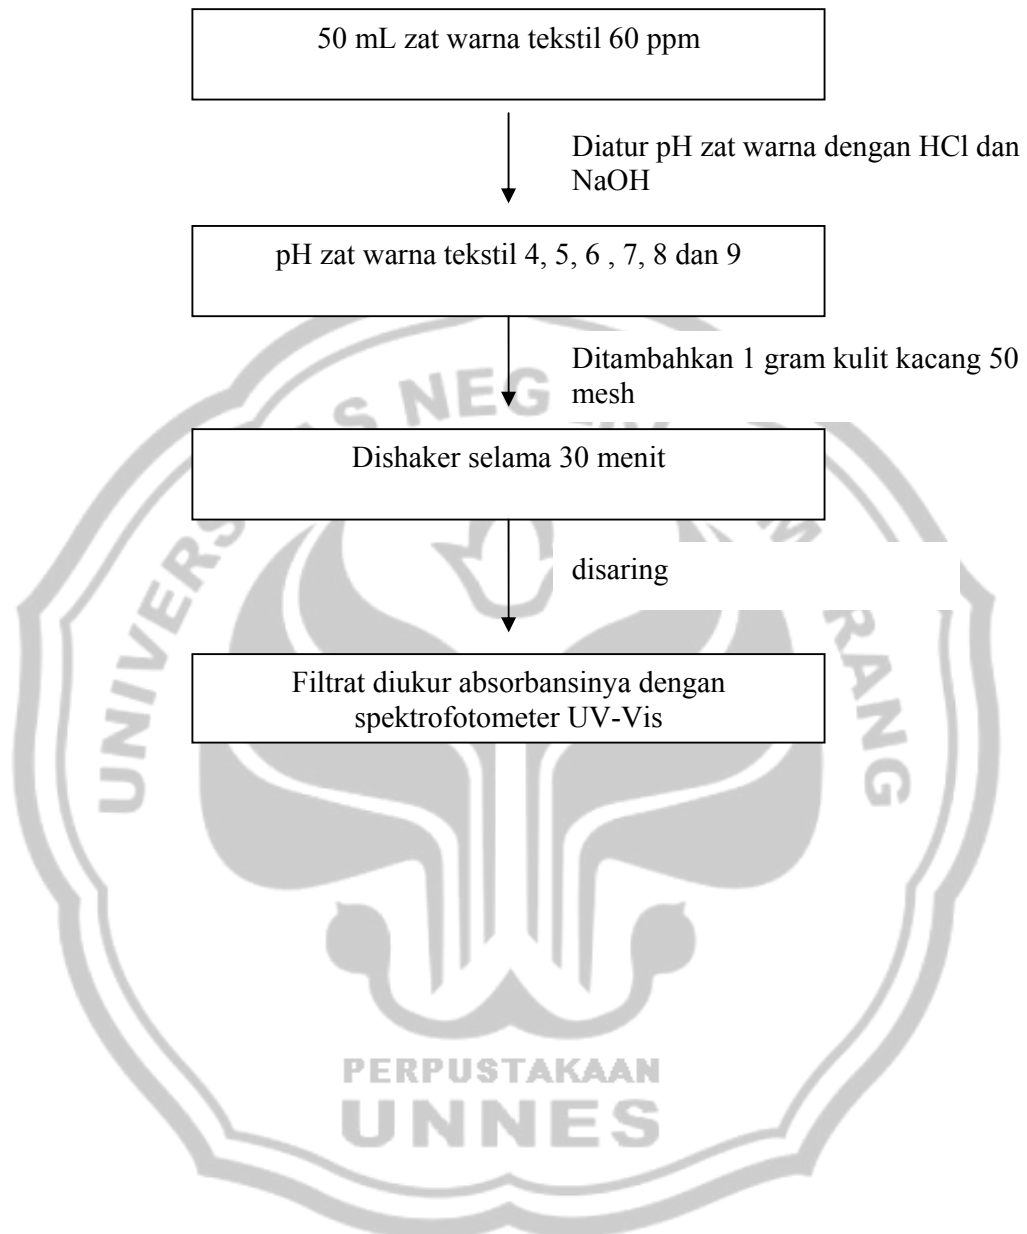 50 mL zat warna tekstil 60 ppm
Diatur pH zat warna dengan HCl dan
NaOH
pH zat warna tekstil 4, 5, 6 , 7, 8 dan 9
Ditambahkan 1 gram kulit kacang 50
mesh
Dishaker selama 30 menit
disaring
Filtrat diukur absorbansinya dengan
spektrofotometer UV-Vis
PERPUSTAKAAN
UNNES